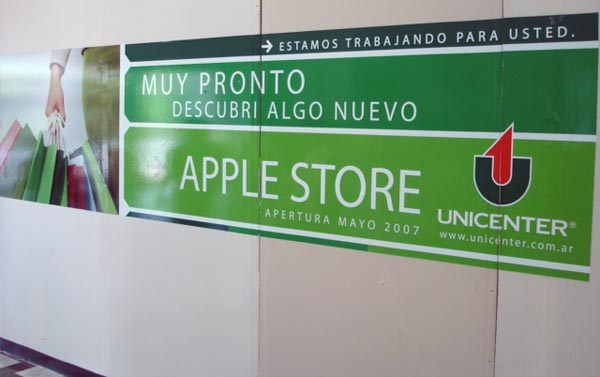 → ESTAMOS TRABAJANDO PARA USTED.
MUY PRONTO
DESCUBRI ALGO NUEVO
APPLE STORE
APERTURA MAYO 2007
UNICENTER®
www.unicenter.com.ar